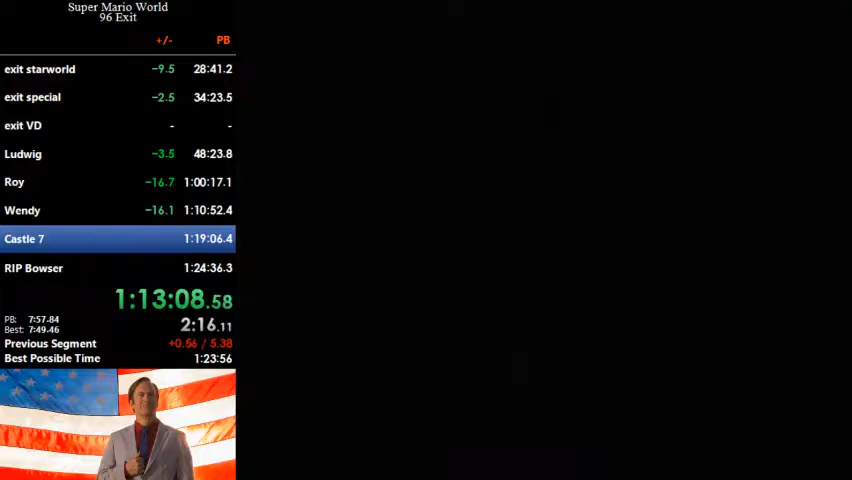 Super Mario World
96 Exit
+/- PB
exit starworld −9.5 28:41.2
exit special −2.5 34:23.5
exit VD - -
Ludwig −3.5 48:23.8
Roy −16.7 1:00:17.1
Wendy −16.1 1:10:52.4
Castle 7 1:19:06.4
RIP Bowser 1:24:36.3
1:13:08.58
PB: 7:57.84
Best: 7:49.46
2:16.11
Previous Segment +0.56 / 5.38
Best Possible Time 1:23:56